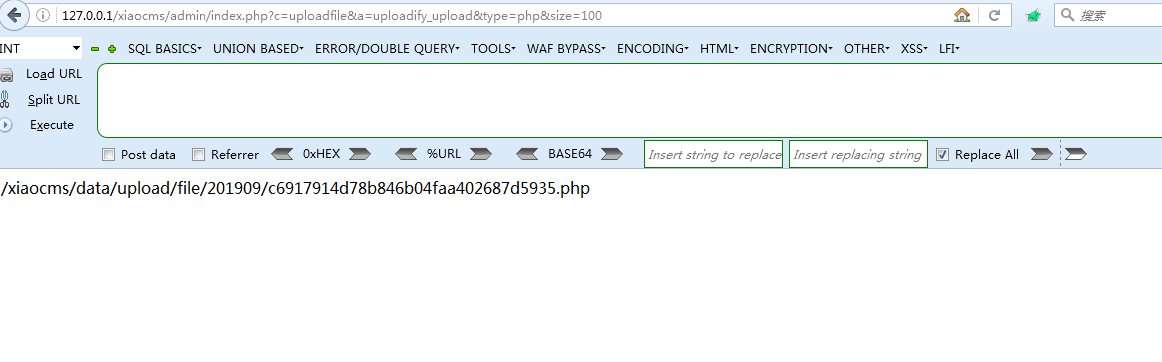 127.0.0.1/xiaocms/admin/index.php?c=uploadfile&a=uploadify_upload&type=php&size=100 搜索
INT SQL BASICS UNION BASED ERROR/DOUBLE QUERY TOOLS WAF BYPASS ENCODING HTML ENCRYPTION OTHER XSS LFI
Load URL
Split URL
Execute
Post data Referrer 0xHEX %URL BASE64 Insert string to replace Insert replacing string Replace All
/xiaocms/data/upload/file/201909/c6917914d78b846b04faa402687d5935.php